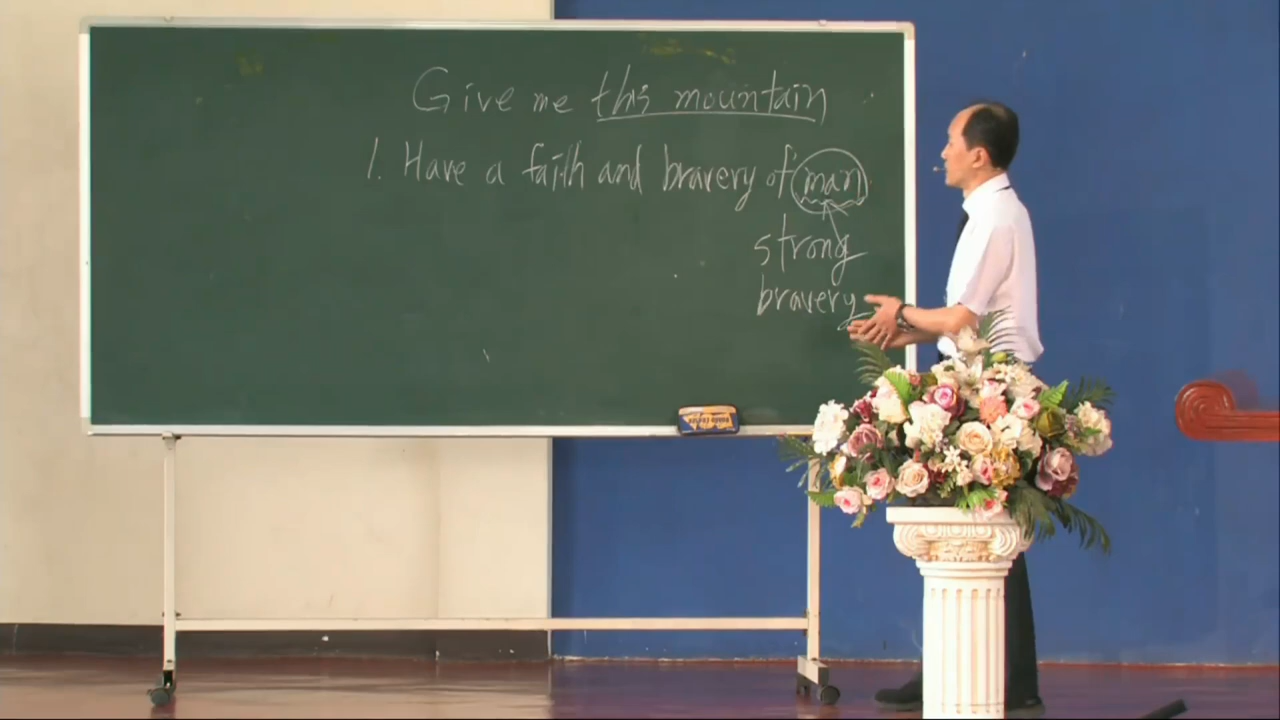 Give me this mountain
1. Have a faith and bravery of man
strong
bravery